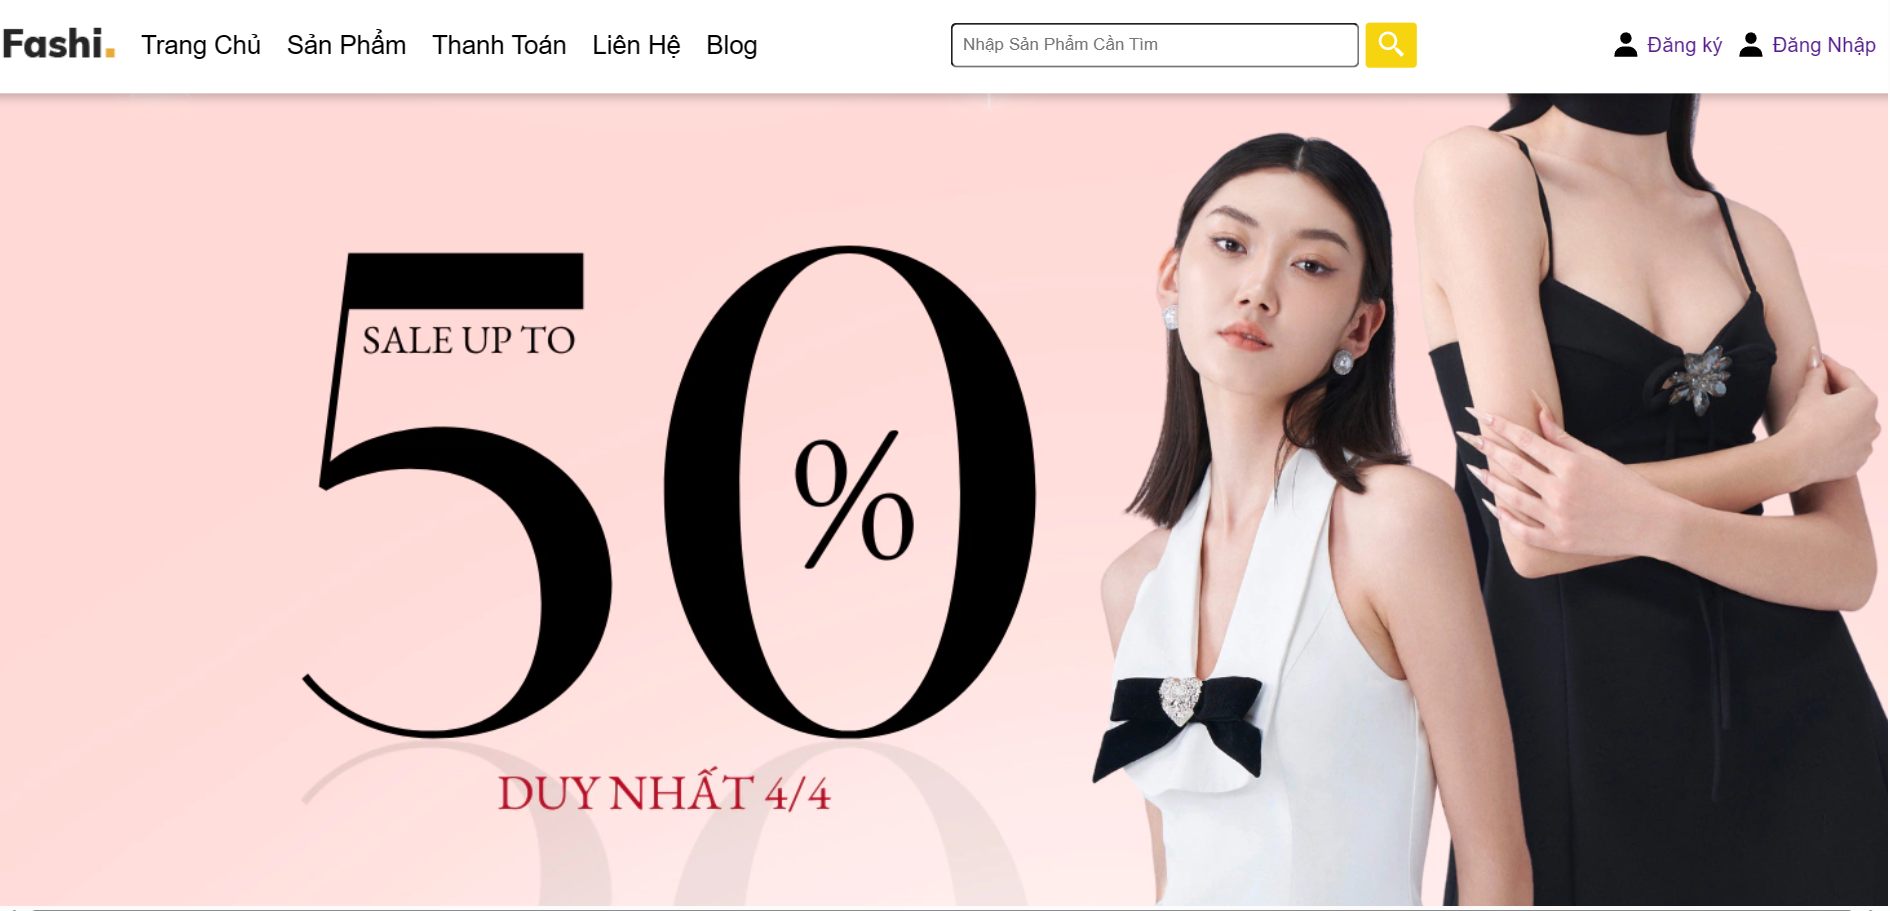 Fashi.
Trang Chủ
Sản Phẩm
Thanh Toán
Liên Hệ
Blog
Nhập Sản Phẩm Cần Tìm
Đăng ký
Đăng Nhập
50
SALE UP TO
%
DUY NHẤT 4/4